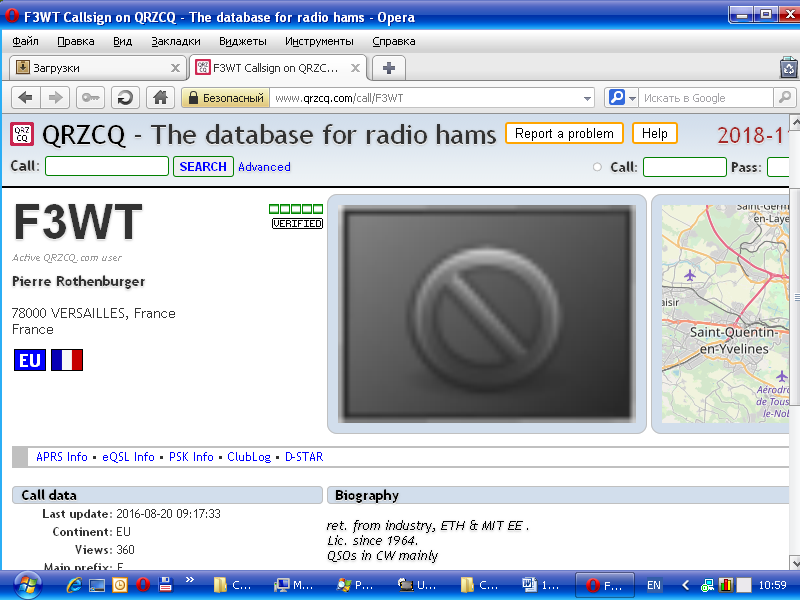 F3WT Callsign on QRZCQ - The database for radio hams - Opera
Файл Правка Вид Закладки Виджеты Инструменты Справка
Загрузки F3WT Callsign on QRZC...
Безопасный www.qrzcq.com/call/F3WT Искать в Google
QRZ CQ QRZCQ - The database for radio hams Report a problem Help 2018-1
Call: SEARCH Advanced Call: Pass:
F3WT
VERIFIED
Active QRZCQ.com user
Pierre Rothenburger
78000 VERSAILLES, France
France
EU
Saint-Germ
en-Laye
aisir
Saint-Quentin-
en-Yvelines
Aérodro
de Tous
le-Nobl
APRS Info • eQSL Info • PSK Info • ClubLog • D-STAR
Call data
Last update: 2016-08-20 09:17:33
Continent: EU
Views: 360
Main prefix: F
Biography
ret. from industry, ETH & MIT EE .
Lic. since 1964.
QSOs in CW mainly
» C... M... P... U... C... 1... F... EN 10:59